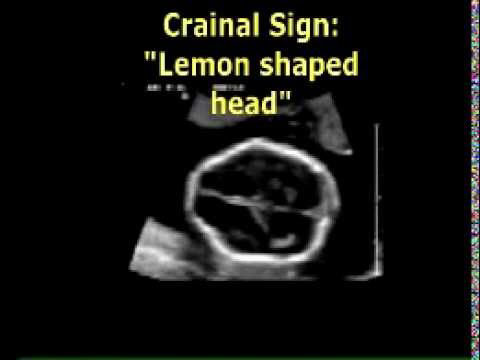 Crainal Sign:
"Lemon shaped
head"